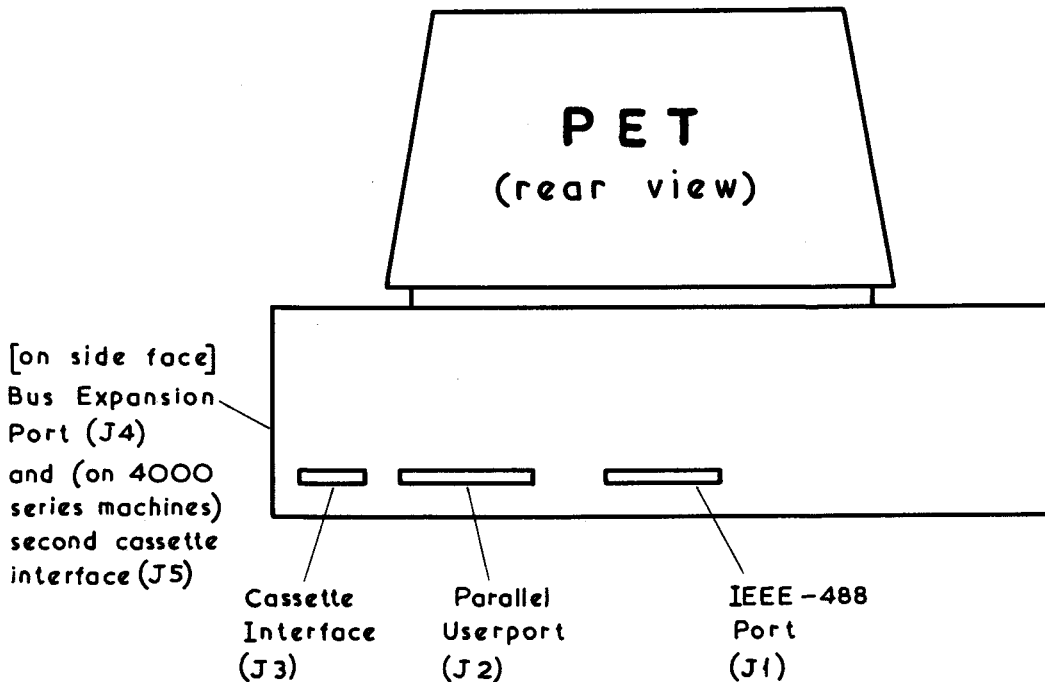 PET
(rear view)
[on side face]
Bus Expansion
Port (J4)
and (on 4000
series machines)
second cassette
interface (J5)
Cassette
Interface
(J3)
Parallel
Userport
(J2)
IEEE-488
Port
(J1)